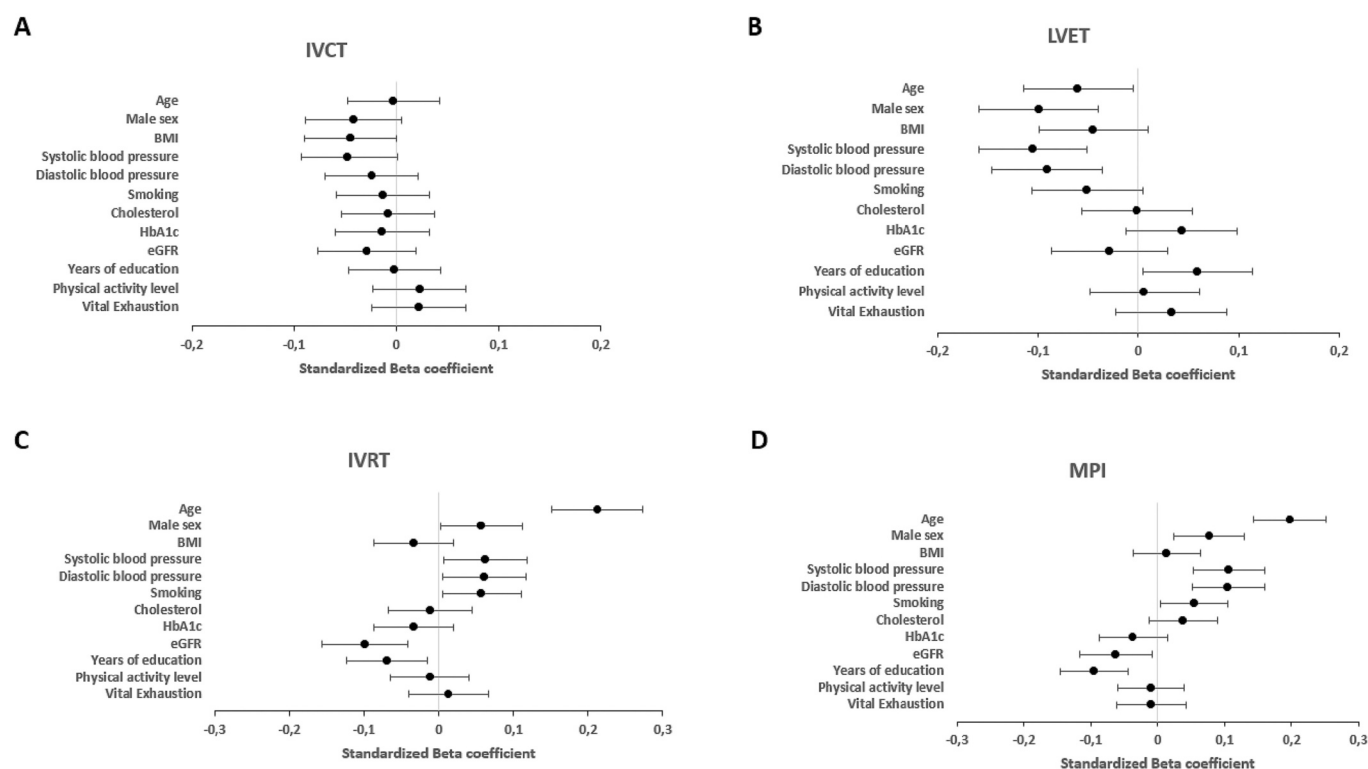 A
IVCT
Age
Male sex
BMI
Systolic blood pressure
Diastolic blood pressure
Smoking
Cholesterol
HbA1c
eGFR
Years of education
Physical activity level
Vital Exhaustion
-0,2 -0,1 0 0,1 0,2
Standardized Beta coefficient
B
LVET
Age
Male sex
BMI
Systolic blood pressure
Diastolic blood pressure
Smoking
Cholesterol
HbA1c
eGFR
Years of education
Physical activity level
Vital Exhaustion
-0,2 -0,1 0 0,1 0,2
Standardized Beta coefficient
C
IVRT
Age
Male sex
BMI
Systolic blood pressure
Diastolic blood pressure
Smoking
Cholesterol
HbA1c
eGFR
Years of education
Physical activity level
Vital Exhaustion
-0,3 -0,2 -0,1 0 0,1 0,2 0,3
Standardized Beta coefficient
D
MPI
Age
Male sex
BMI
Systolic blood pressure
Diastolic blood pressure
Smoking
Cholesterol
HbA1c
eGFR
Years of education
Physical activity level
Vital Exhaustion
-0,3 -0,2 -0,1 0 0,1 0,2 0,3
Standardized Beta coefficient